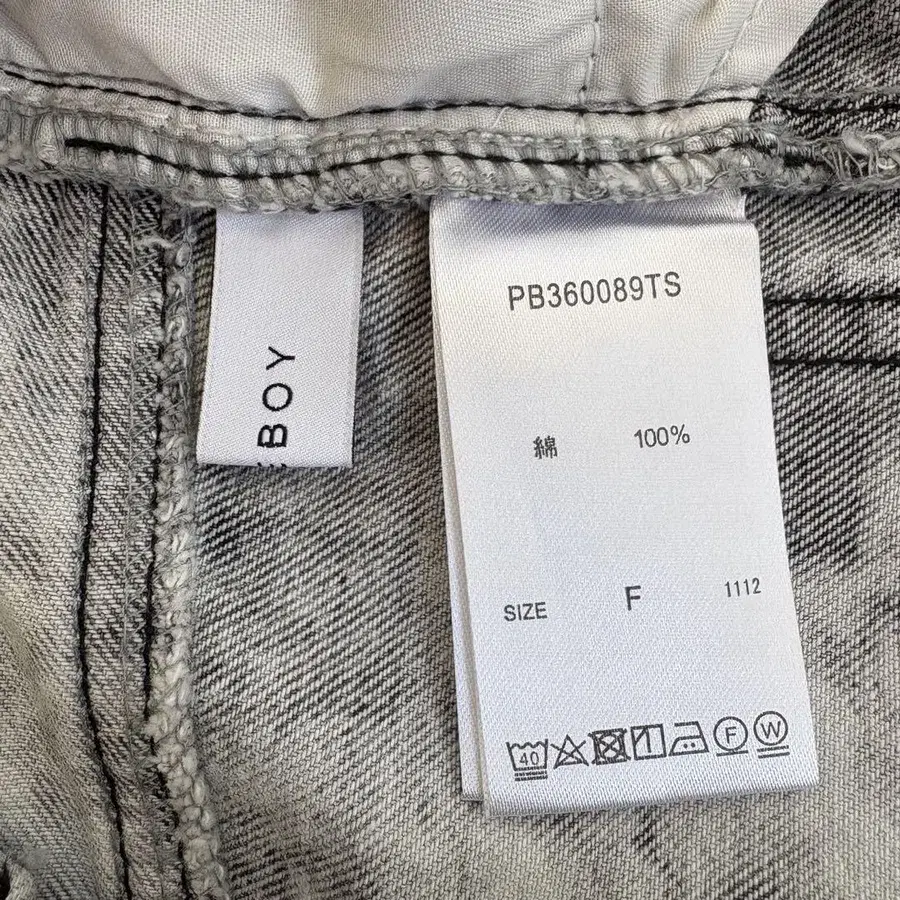 BOY
PB360089TS
綿 100%
SIZE F 1112
40 F W